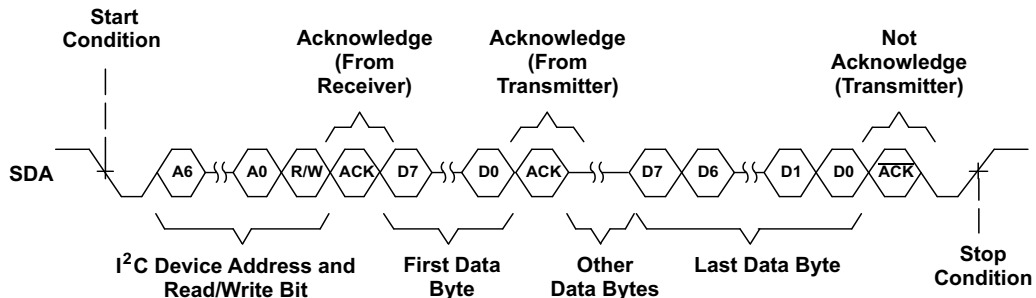 Start
Condition
Acknowledge
(From
Receiver)
Acknowledge
(From
Transmitter)
Not
Acknowledge
(Transmitter)
SDA
A6 A0 R/W ACK D7 D0 ACK D7 D6 D1 D0 A̅C̅K̅
I²C Device Address and
Read/Write Bit
First Data
Byte
Other
Data Bytes
Last Data Byte
Stop
Condition